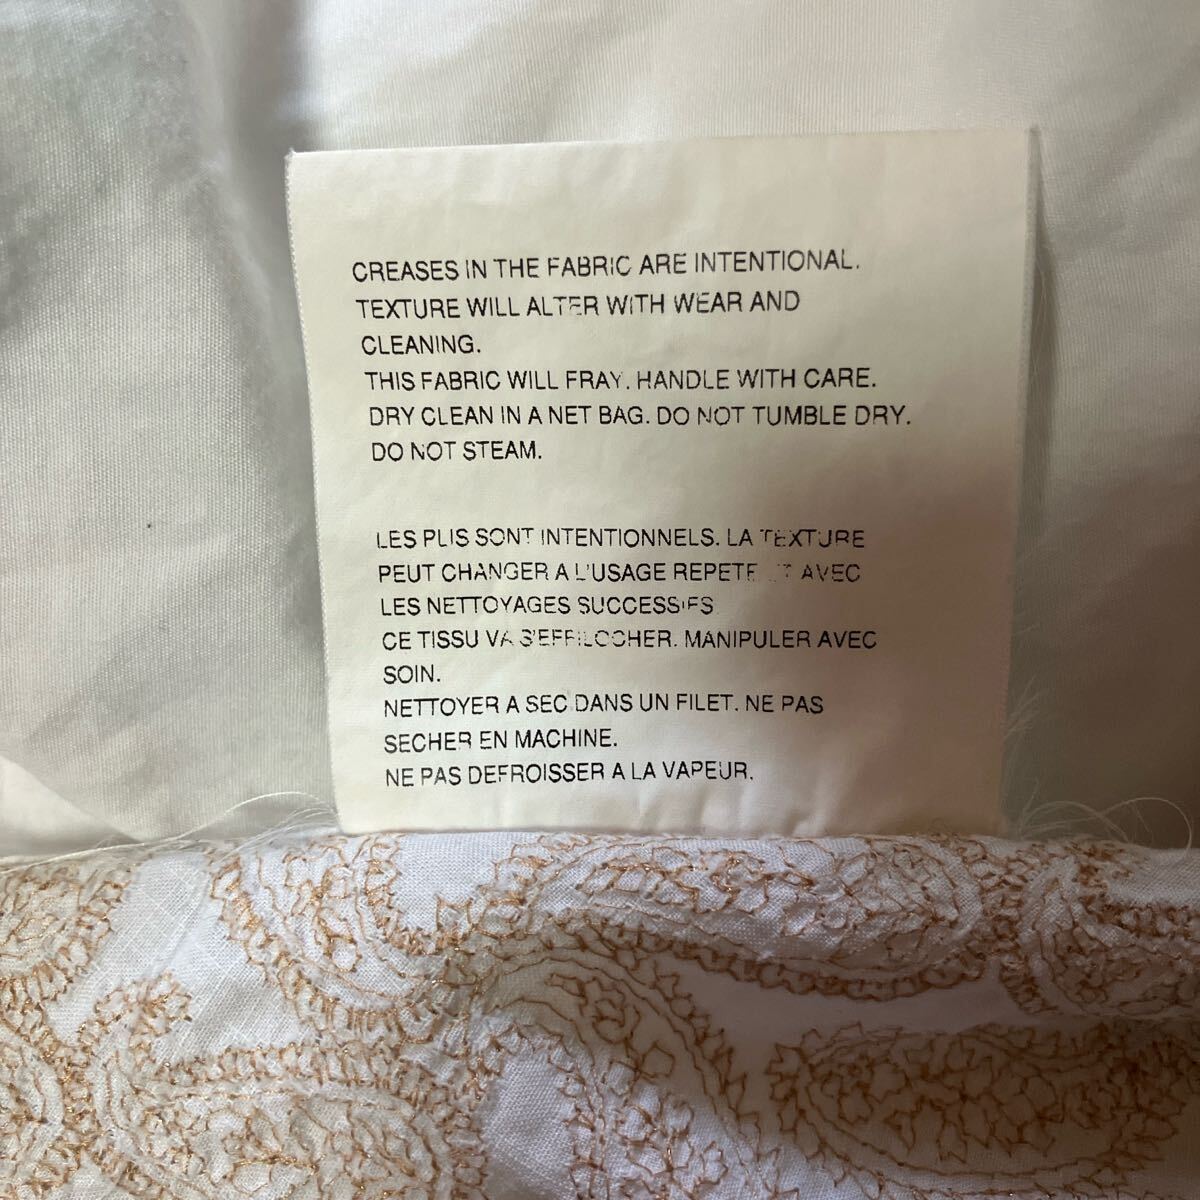 CREASES IN THE FABRIC ARE INTENTIONAL.
TEXTURE WILL ALTER WITH WEAR AND
CLEANING.
THIS FABRIC WILL FRAY. HANDLE WITH CARE.
DRY CLEAN IN A NET BAG. DO NOT TUMBLE DRY.
DO NOT STEAM.
LES PLIS SONT INTENTIONNELS. LA TEXTURE
PEUT CHANGER A L'USAGE REPETE ET AVEC
LES NETTOYAGES SUCCESSIFS
CE TISSU VA S'EFFILOCHER. MANIPULER AVEC
SOIN.
NETTOYER A SEC DANS UN FILET. NE PAS
SECHER EN MACHINE.
NE PAS DEFROISSER A LA VAPEUR.